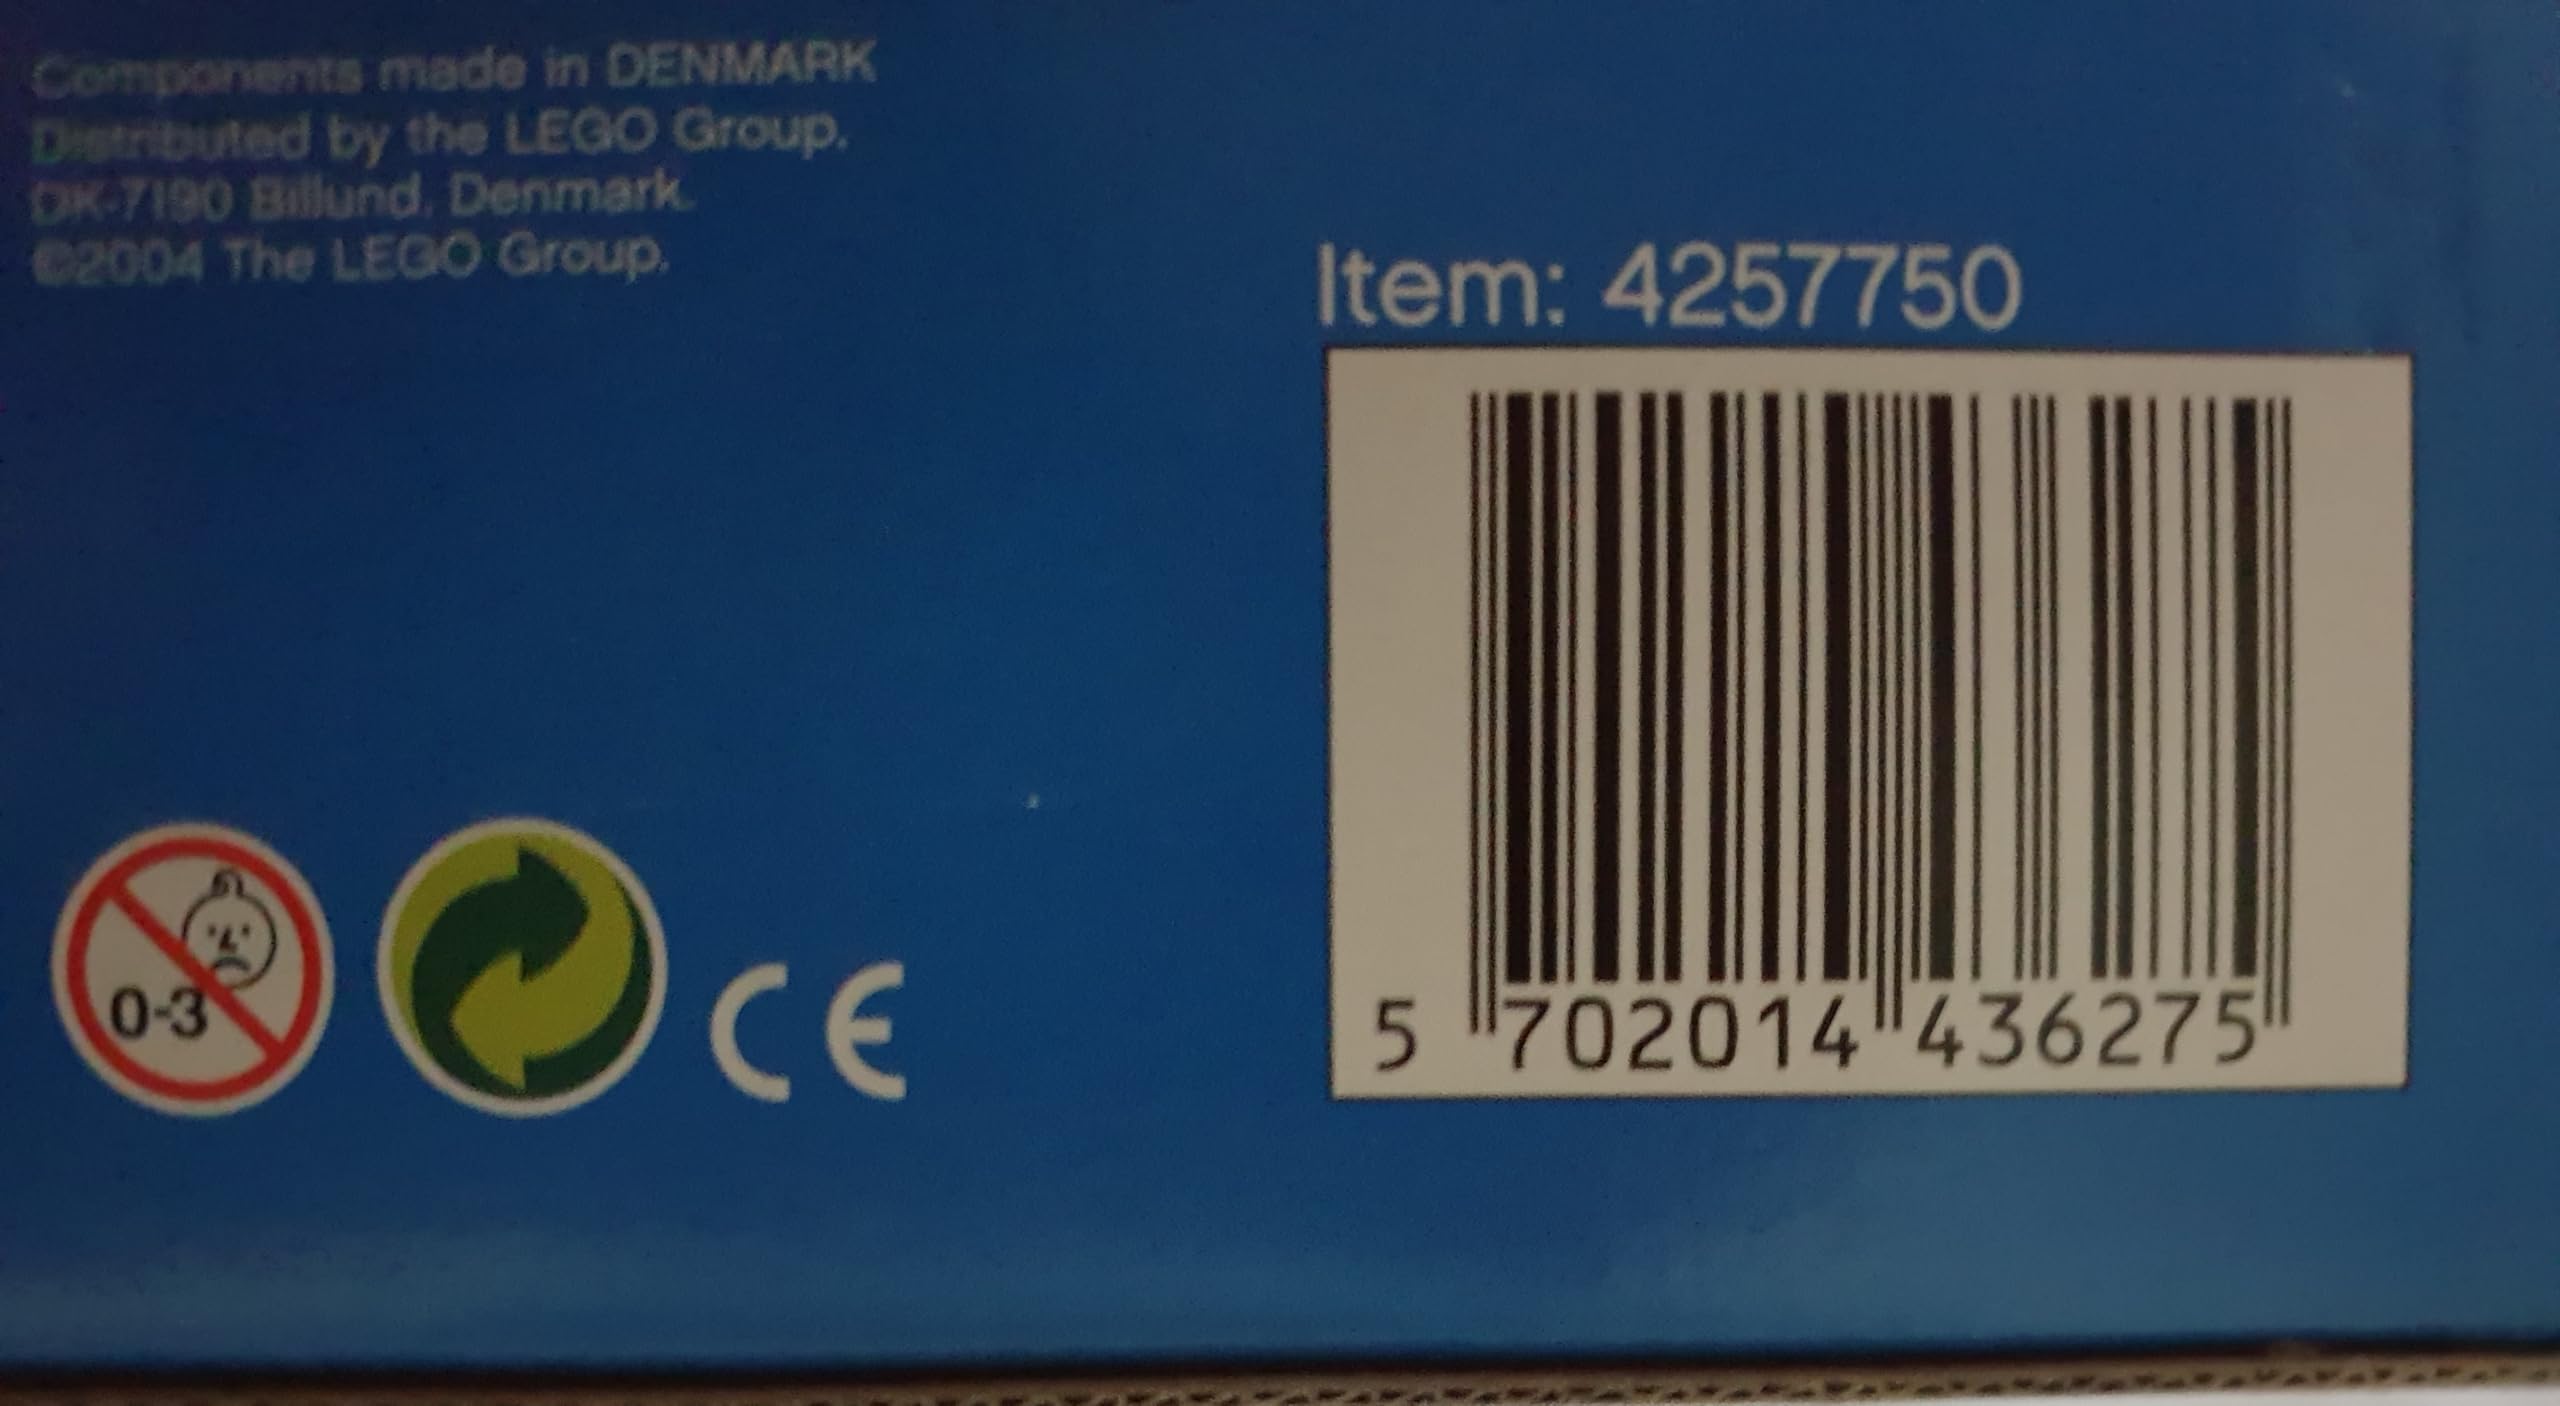 Components made in DENMARK
Distributed by the LEGO Group.
DK-7190 Billund, Denmark.
©2004 The LEGO Group.
Item: 4257750
5 702014 436275
0-3
CE